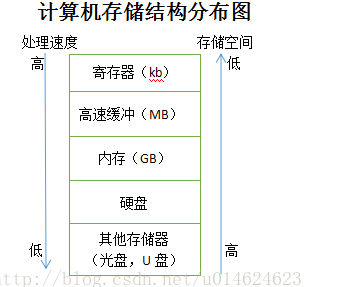 计算机存储结构分布图
处理速度
存储空间
高
低
寄存器（kb）
高速缓冲（MB）
内存（GB）
硬盘
其他存储器
（光盘，U 盘）
低
高
http://blog.csdn.net/u014624623